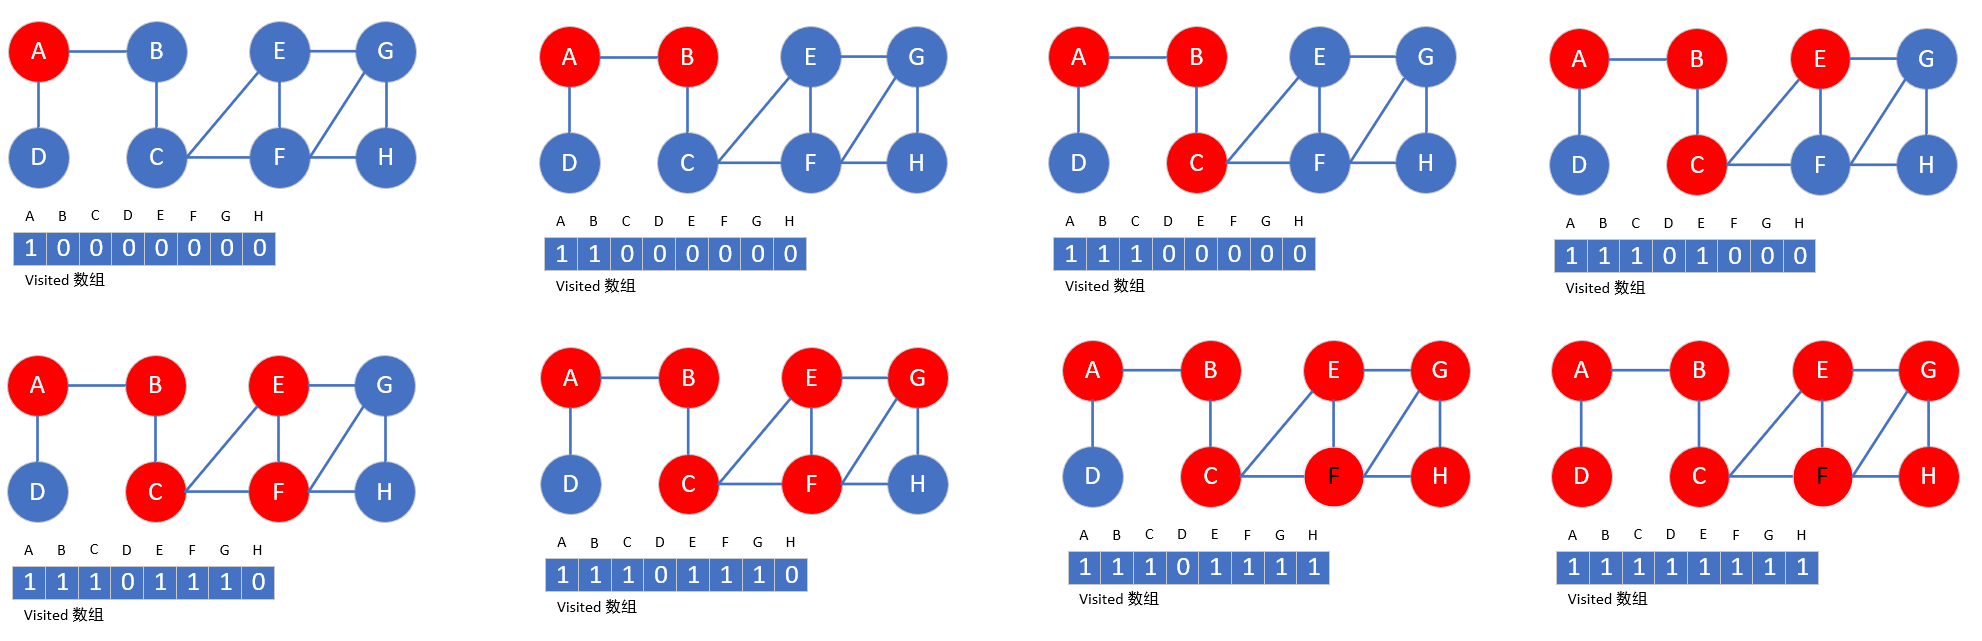 A B E G
D C F H
A B C D E F G H
1 0 0 0 0 0 0 0
Visited 数组
A B E G
D C F H
A B C D E F G H
1 1 0 0 0 0 0 0
Visited 数组
A B E G
D C F H
A B C D E F G H
1 1 1 0 0 0 0 0
Visited 数组
A B E G
D C F H
A B C D E F G H
1 1 1 0 1 0 0 0
Visited 数组
A B E G
D C F H
A B C D E F G H
1 1 1 0 1 1 1 0
Visited 数组
A B E G
D C F H
A B C D E F G H
1 1 1 0 1 1 1 0
Visited 数组
A B E G
D C F H
A B C D E F G H
1 1 1 0 1 1 1 1
Visited 数组
A B E G
D C F H
A B C D E F G H
1 1 1 1 1 1 1 1
Visited 数组